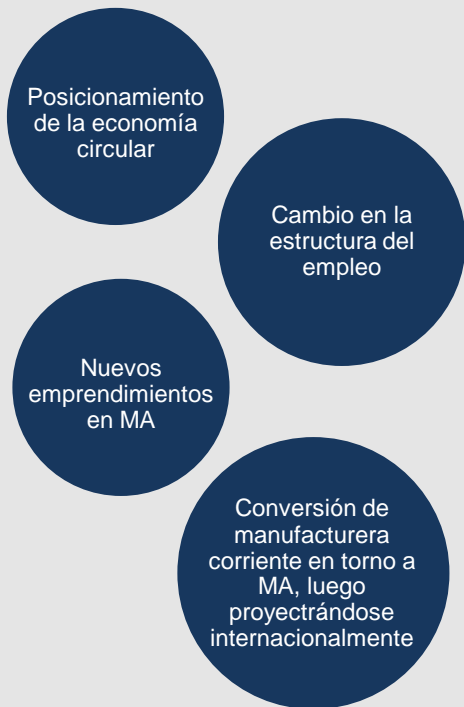 Posicionamiento
de la economía
circular
Cambio en la
estructura del
empleo
Nuevos
emprendimientos
en MA
Conversión de
manufacturera
corriente en torno a
MA, luego
proyectrándose
internacionalmente